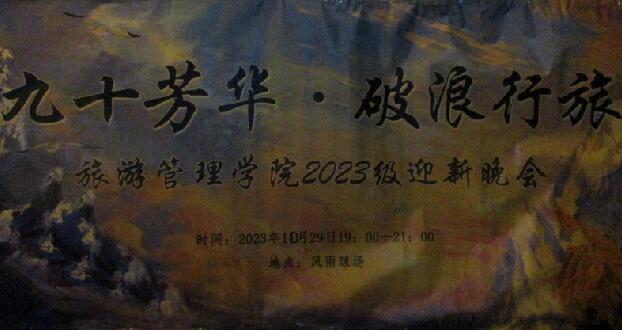 九十芳华·破浪行旅
旅游管理学院2023级迎新晚会
时间：2023年10月29日19：00—21：00
地点：风雨球场